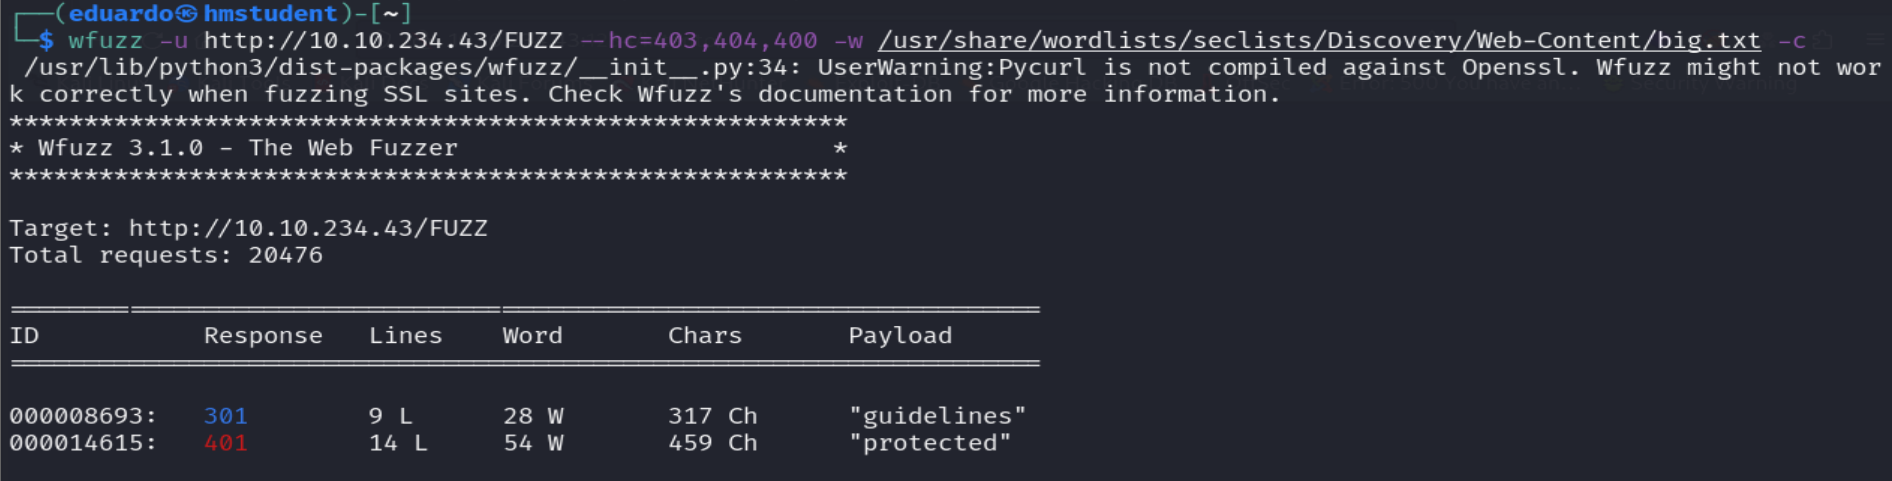 ┌──(eduardo㉿hmstudent)-[~]
└─$ wfuzz -u http://10.10.234.43/FUZZ --hc=403,404,400 -w /usr/share/wordlists/seclists/Discovery/Web-Content/big.txt -c
/usr/lib/python3/dist-packages/wfuzz/__init__.py:34: UserWarning:Pycurl is not compiled against Openssl. Wfuzz might not wor
k correctly when fuzzing SSL sites. Check Wfuzz's documentation for more information.
********************************************************
* Wfuzz 3.1.0 - The Web Fuzzer                         *
********************************************************

Target: http://10.10.234.43/FUZZ
Total requests: 20476

=====================================================================
ID           Response   Lines    Word       Chars       Payload
=====================================================================

000008693:   301        9 L      28 W       317 Ch      "guidelines"
000014615:   401        14 L     54 W       459 Ch      "protected"